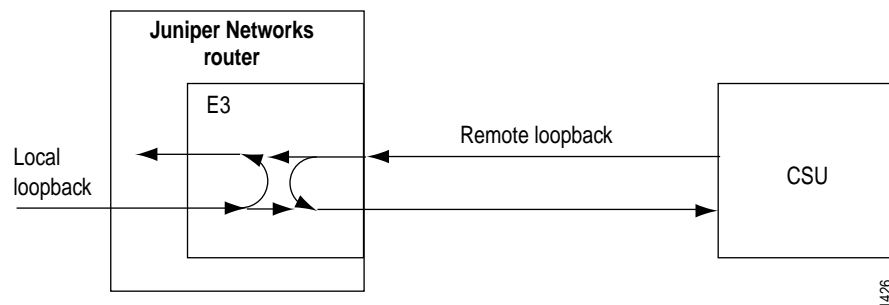 Juniper Networks
router
E3
Remote loopback
Local
loopback
CSU